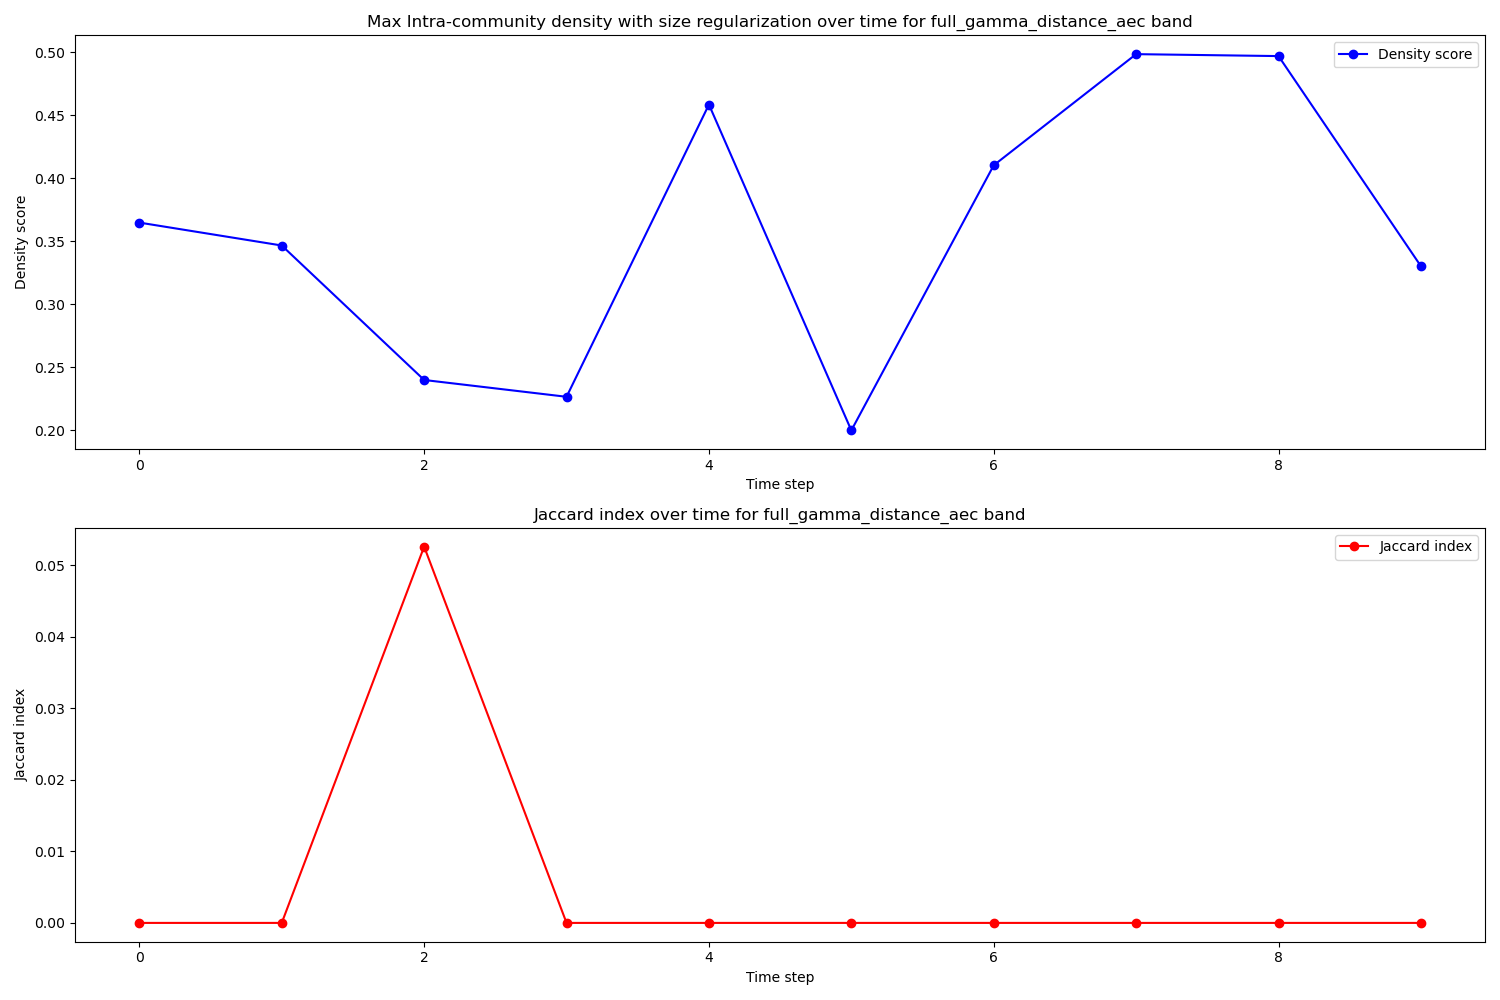 Max Intra-community density with size regularization over time for full_gamma_distance_aec band
Density score
0.50
0.45
0.40
0.35
0.30
0.25
0.20
Density score
0 2 4 6 8
Time step
Jaccard index over time for full_gamma_distance_aec band
Jaccard index
0.05
0.04
0.03
0.02
0.01
0.00
Jaccard index
0 2 4 6 8
Time step